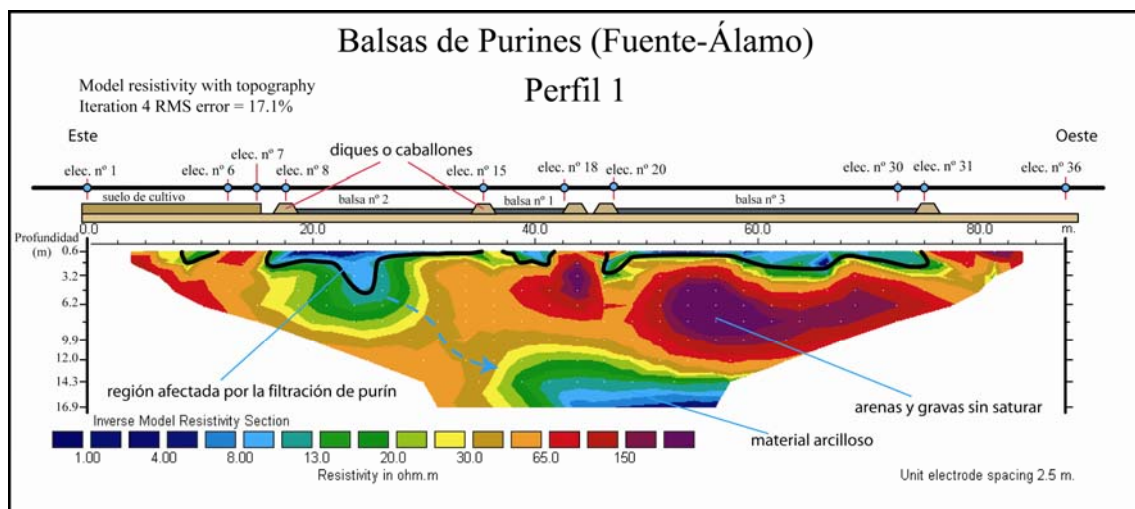 Balsas de Purines (Fuente-Álamo)
Perfil 1
Model resistivity with topography
Iteration 4 RMS error = 17.1%
Este
Oeste
diques o caballones
elec. nº 1
elec. nº 6
elec. nº 7
elec. nº 8
elec. nº 15
elec. nº 18
elec. nº 20
elec. nº 30
elec. nº 31
elec. nº 36
suelo de cultivo
balsa nº 2
balsa nº 1
balsa nº 3
Profundidad
(m)
0.0
20.0
40.0
60.0
80.0
m.
0.6
3.2
6.2
9.9
12.0
14.3
16.9
región afectada por la filtración de purín
arenas y gravas sin saturar
material arcilloso
Inverse Model Resistivity Section
1.00
4.00
8.00
13.0
20.0
30.0
65.0
150
Resistivity in ohm.m
Unit electrode spacing 2.5 m.